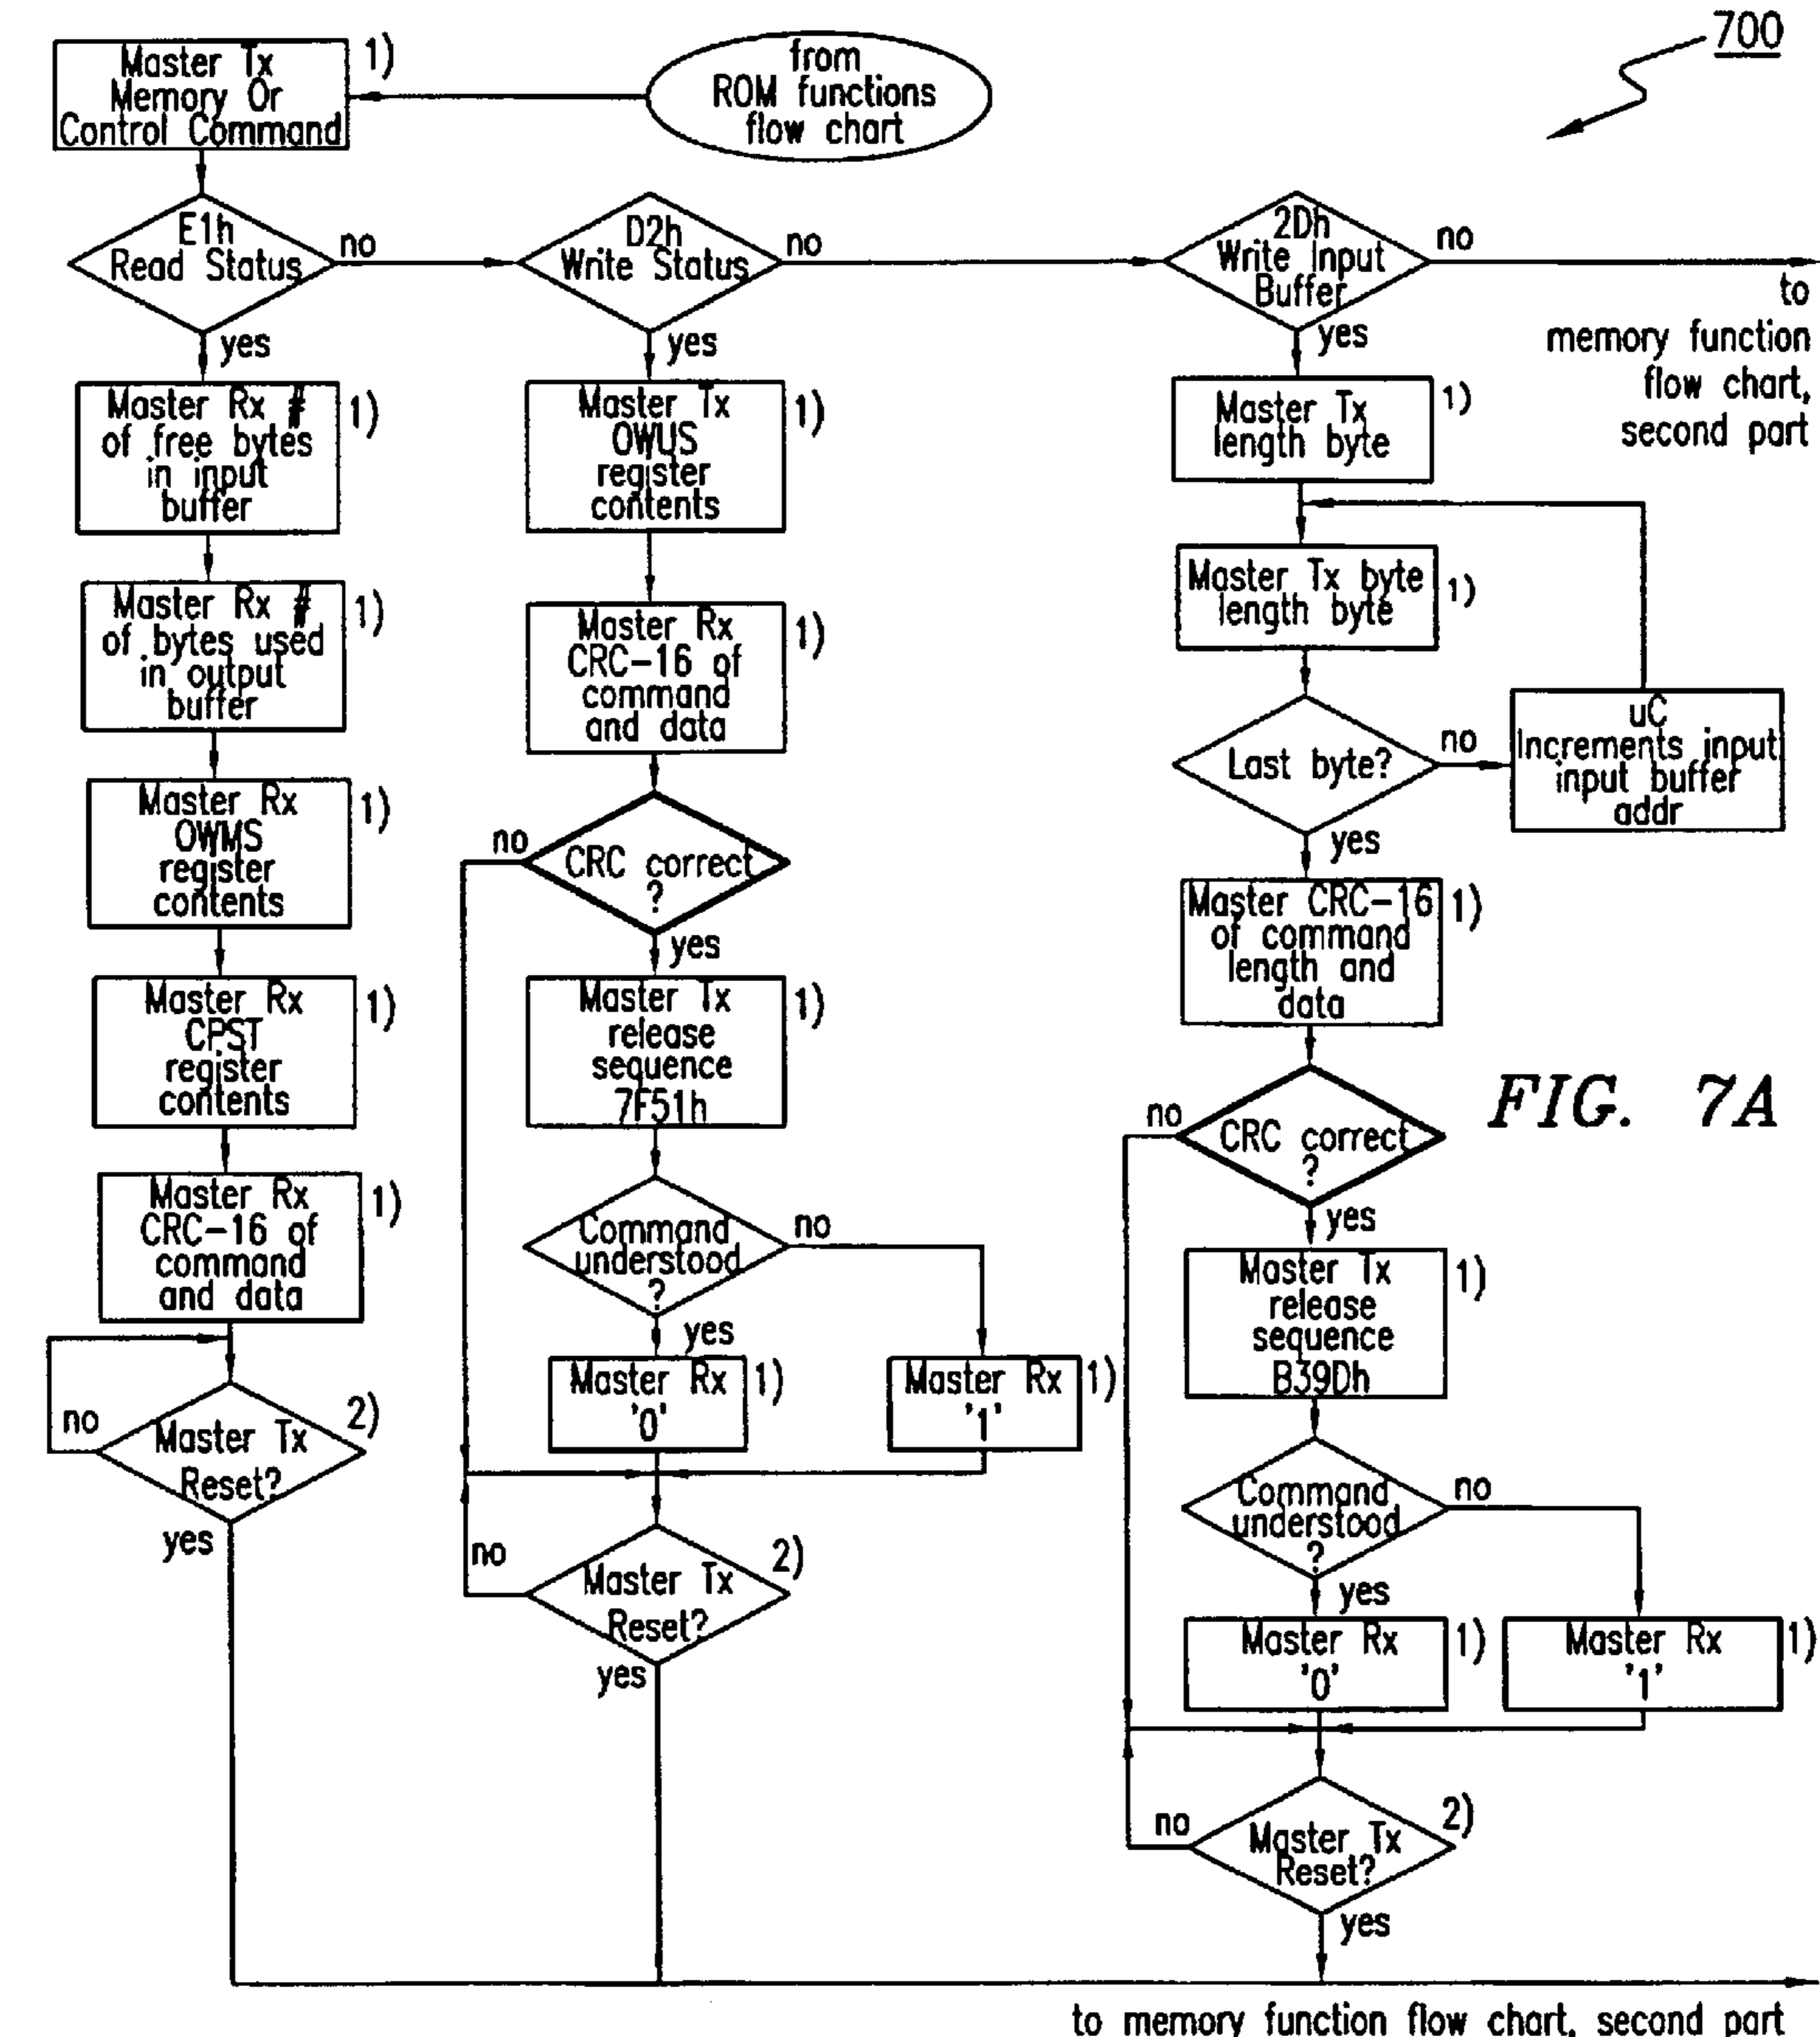 700
Master Tx
Memory Or
Control Command
1)
from
ROM functions
flow chart
E1h
Read Status
no
yes
D2h
Write Status
no
yes
2Dh
Write Input
Buffer
no
yes
to
memory function
flow chart,
second part
Master Rx #
of free bytes
in input
buffer
1)
Master Rx #
of bytes used
in output
buffer
1)
Master Rx
OWMS
register
contents
1)
Master Rx
CPST
register
contents
1)
Master Rx
CRC-16 of
command
and data
1)
no
Master Tx
Reset?
2)
yes
Master Tx
OWUS
register
contents
1)
Master Rx
CRC-16 of
command
and data
1)
no
CRC correct
?
yes
Master Tx
release
sequence
7F51h
1)
Command
understood
?
no
yes
Master Rx
'0'
1)
Master Rx
'1'
1)
no
Master Tx
Reset?
2)
yes
Master Tx
length byte
1)
Master Tx byte
length byte
1)
Last byte?
no
yes
uC
Increments input
input buffer
addr
Master CRC-16
of command
length and
data
1)
FIG. 7A
no
CRC correct
?
yes
Master Tx
release
sequence
B39Dh
1)
Command
understood
?
no
yes
Master Rx
'0'
1)
Master Rx
'1'
1)
no
Master Tx
Reset?
2)
yes
to memory function flow chart, second part